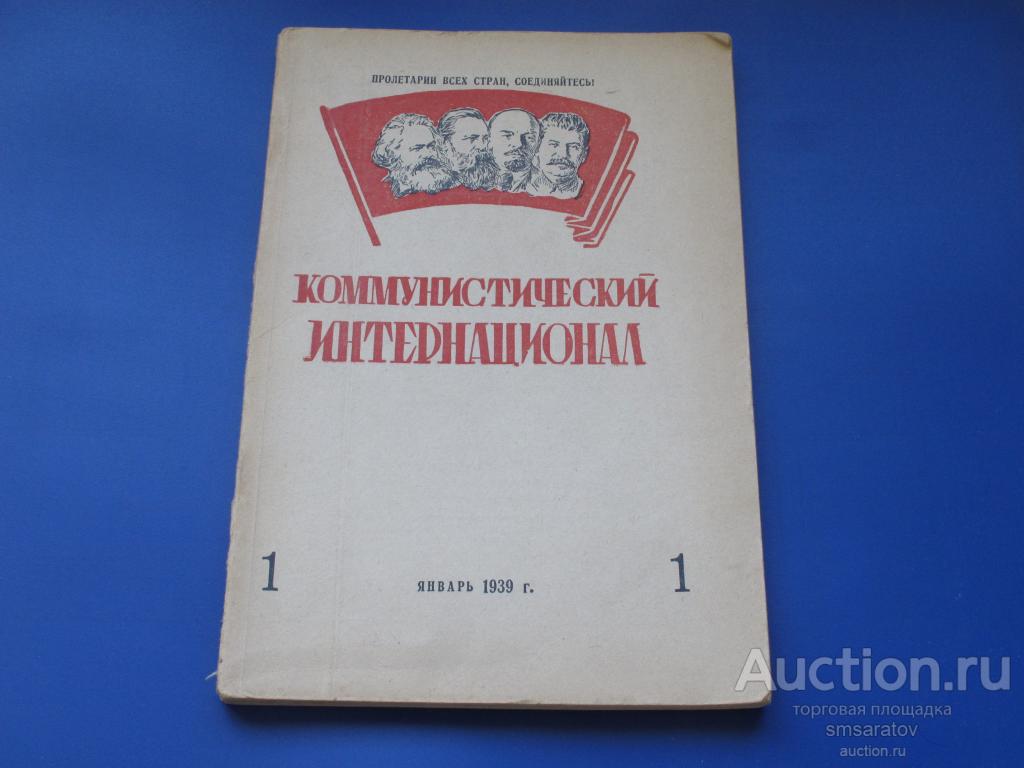 ПРОЛЕТАРИИ ВСЕХ СТРАН, СОЕДИНЯЙТЕСЬ!
КОММУНИСТИЧЕСКИЙ
ИНТЕРНАЦИОНАЛ
1 ЯНВАРЬ 1939 г. 1
Auction.ru
торговая площадка
smsaratov
auction.ru